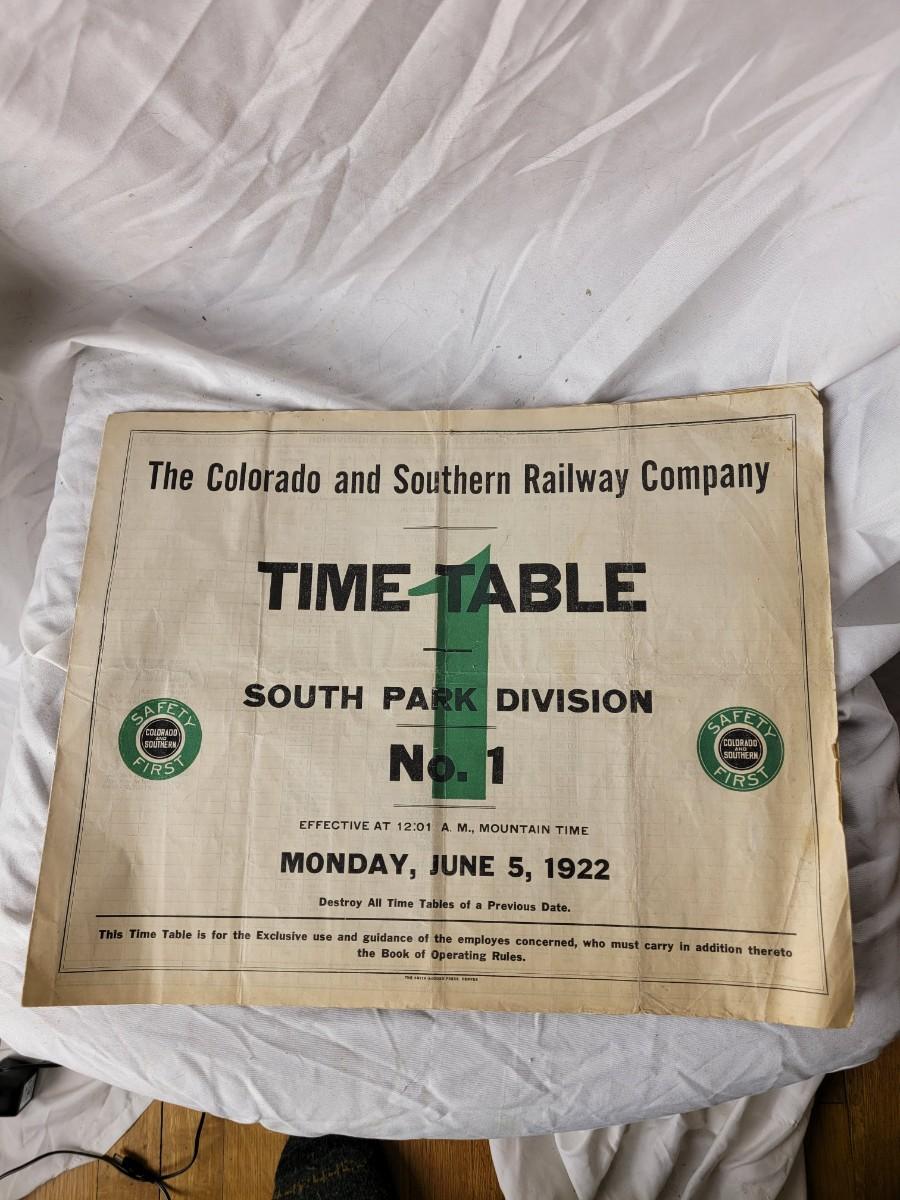 The Colorado and Southern Railway Company
TIME TABLE
1
SOUTH PARK DIVISION
No. 1
SAFETY
COLORADO
AND
SOUTHERN
FIRST
SAFETY
COLORADO
AND
SOUTHERN
FIRST
EFFECTIVE AT 12:01 A. M., MOUNTAIN TIME
MONDAY, JUNE 5, 1922
Destroy All Time Tables of a Previous Date.
This Time Table is for the Exclusive use and guidance of the employes concerned, who must carry in addition thereto
the Book of Operating Rules.